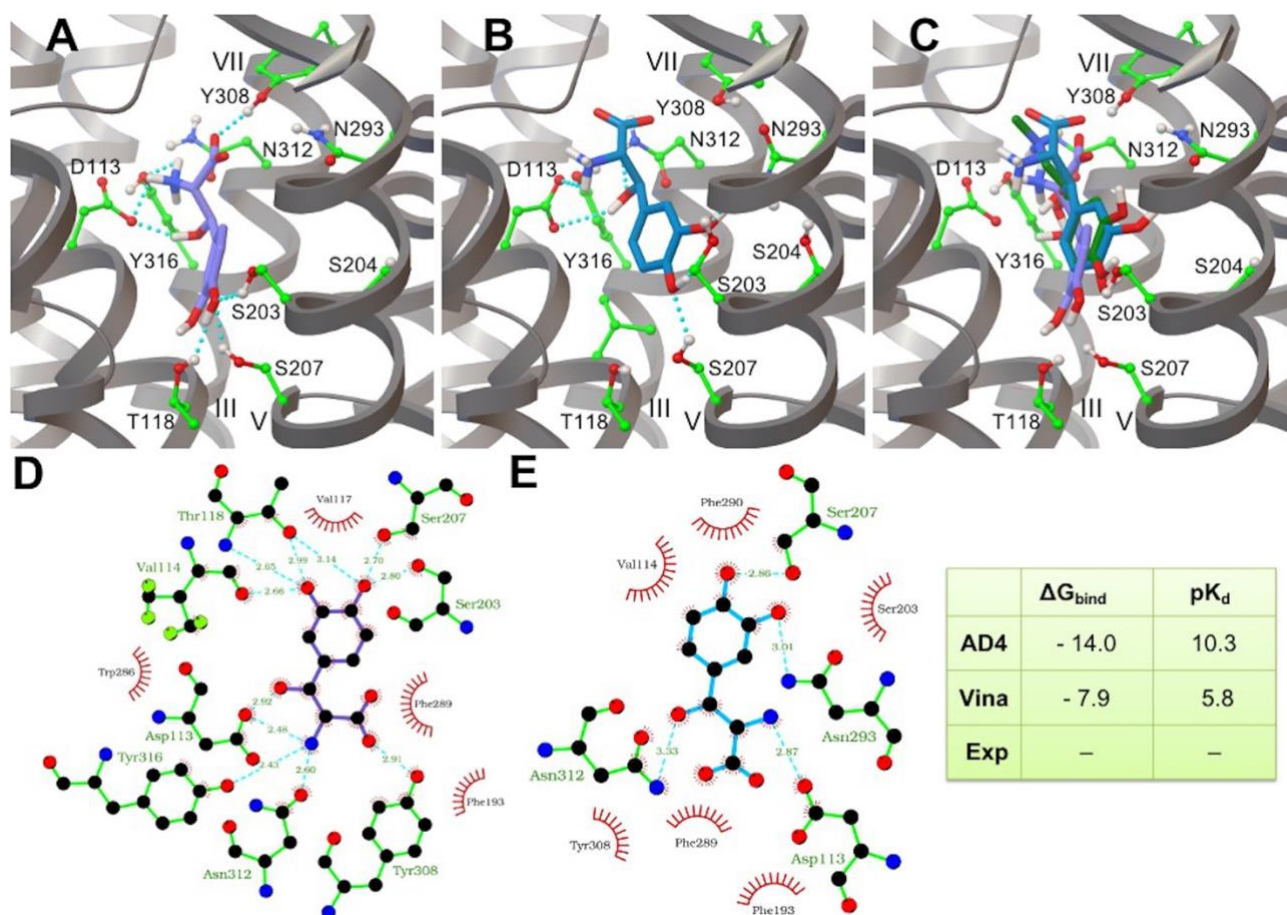 A
VII
Y308
N293
N312
D113
Y316
S204
S203
S207
III
V
T118
B
VII
Y308
N293
N312
D113
Y316
S204
S203
S207
III
V
T118
C
VII
Y308
N293
N312
D113
Y316
S204
S203
S207
III
V
T118
D
Thr118
Val117
Ser207
2.65
2.99
3.14
2.70
2.80
Val114
2.66
Ser203
Trp286
Phe289
2.92
2.48
Asp113
Tyr316
2.43
2.60
2.91
Phe193
Asn312
Tyr308
E
Phe290
Ser207
Val114
2.86
Ser203
3.01
Asn293
Asn312
3.33
2.87
Tyr308
Phe289
Asp113
Phe193
ΔGbind pKd
AD4 - 14.0 10.3
Vina - 7.9 5.8
Exp – –